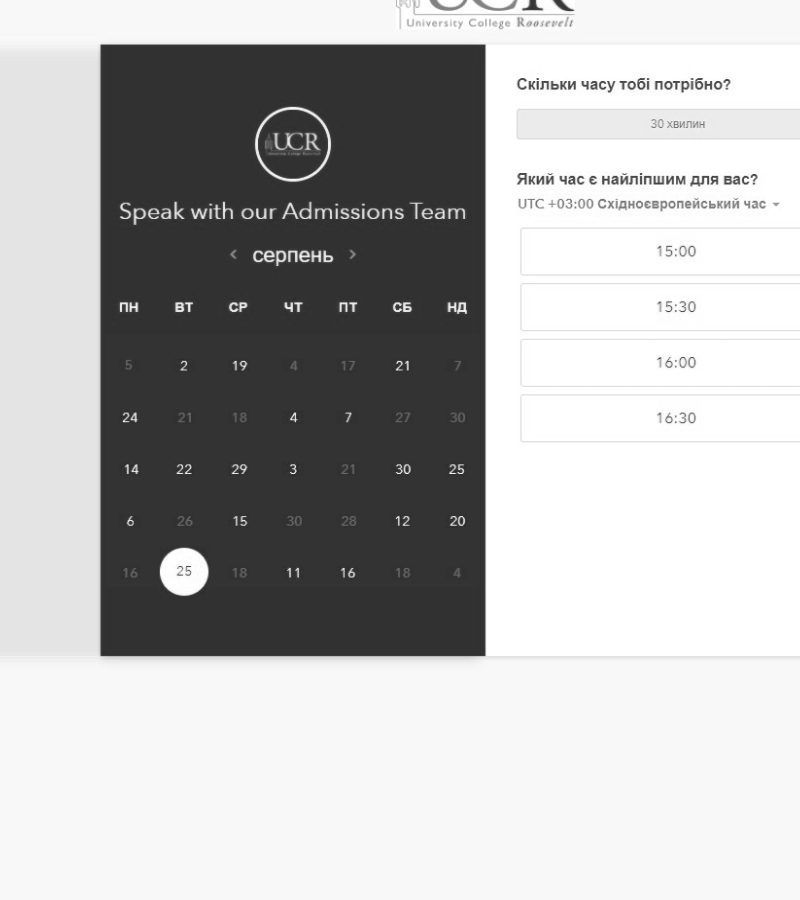 UCR
University College Roosevelt
UCR
Speak with our Admissions Team
серпень
ПН ВТ СР ЧТ ПТ СБ НД
5 2 19 4 17 21 7
24 21 18 4 7 27 30
14 22 29 3 21 30 25
6 26 15 30 28 12 20
16 25 18 11 16 18 4
Скільки часу тобі потрібно?
30 хвилин
Який час є найліпшим для вас?
UTC +03:00 Східноєвропейський час
15:00
15:30
16:00
16:30